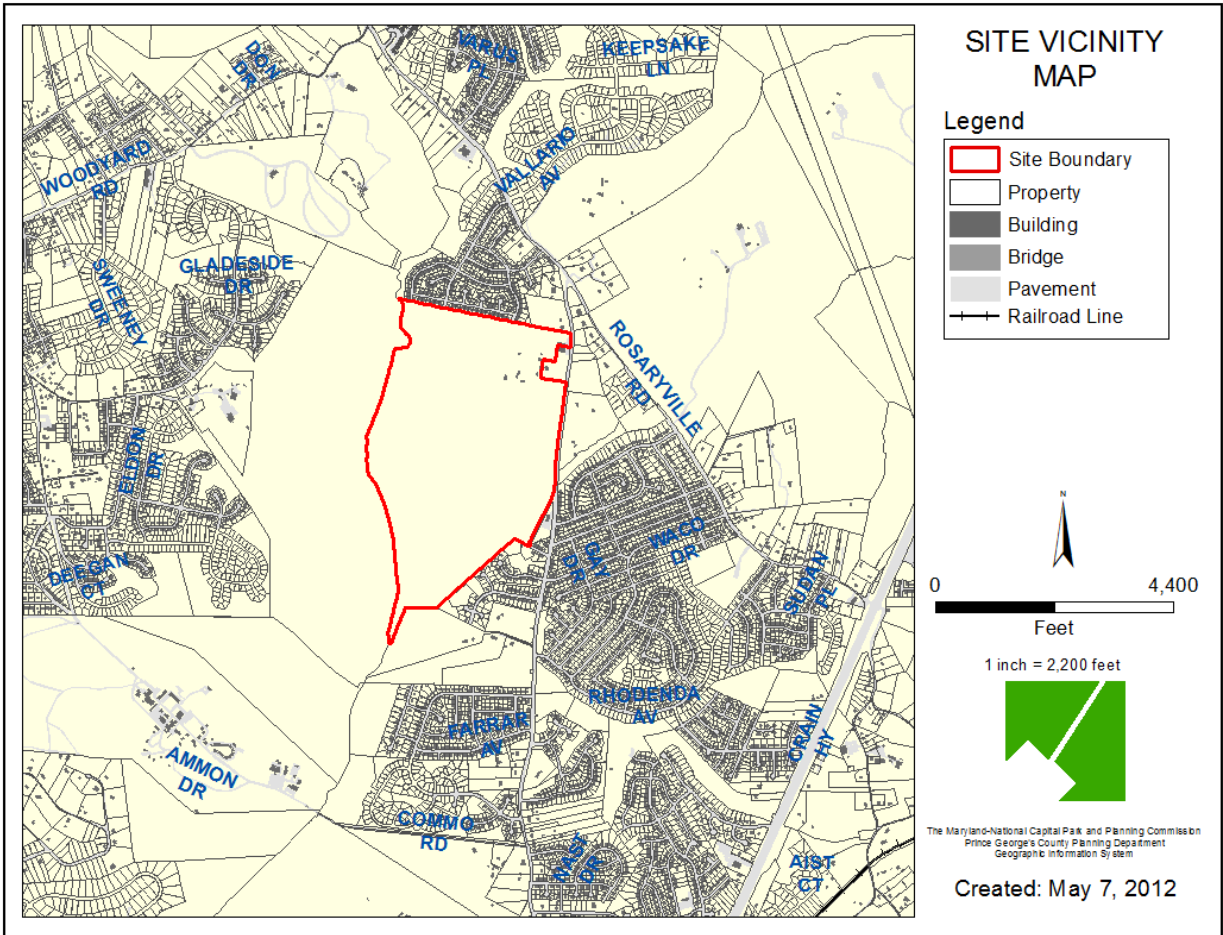 DON
DR
VARUS
PL
KEEPSAKE
LN
WOODYARD
RD
VALLARIO
AV
SWEENEY
DR
GLADESIDE
DR
ROSARYVILLE
RD
ELDON
DR
DEEGAN
CT
GAY
DR
WACO
DR
SUDAN
PL
RHODENDA
AV
FARRAR
AV
CRAIN
HY
AMMON
DR
COMMO
RD
NAST
DR
AIST
CT
SITE VICINITY
MAP
Legend
Site Boundary
Property
Building
Bridge
Pavement
Railroad Line
N
0 4,400
Feet
1 inch = 2,200 feet
The Maryland-National Capital Park and Planning Commission
Prince George's County Planning Department
Geographic Information System
Created: May 7, 2012